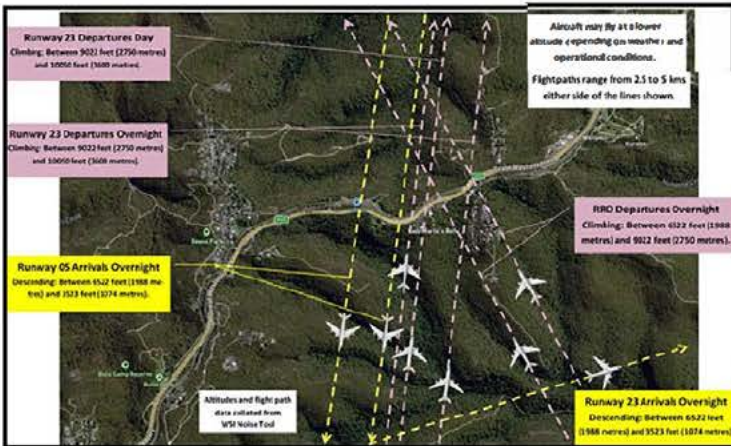 Runway 23 Departures Day
Climbing: Between 9022 feet (2750 metres)
and 10050 feet (3600 metres).
Runway 23 Departures Overnight
Climbing: Between 9022 feet (2750 metres)
and 10050 feet (3600 metres).
Runway 05 Arrivals Overnight
Descending: Between 6522 feet (1988 me-
tres) and 3523 feet (1074 metres).
Altitudes and flight path
data collated from
WSI Noise Tool
Aircraft may fly at a lower
altitude depending on weather and
operational conditions.
Flightpaths range from 2.5 to 5 kms
either side of the lines shown.
RRO Departures Overnight
Climbing: Between 6522 feet (1988
metres) and 9022 feet (2750 metres).
Runway 23 Arrivals Overnight
Descending: Between 6522 feet
(1988 metres) and 3523 feet (1074 metres)